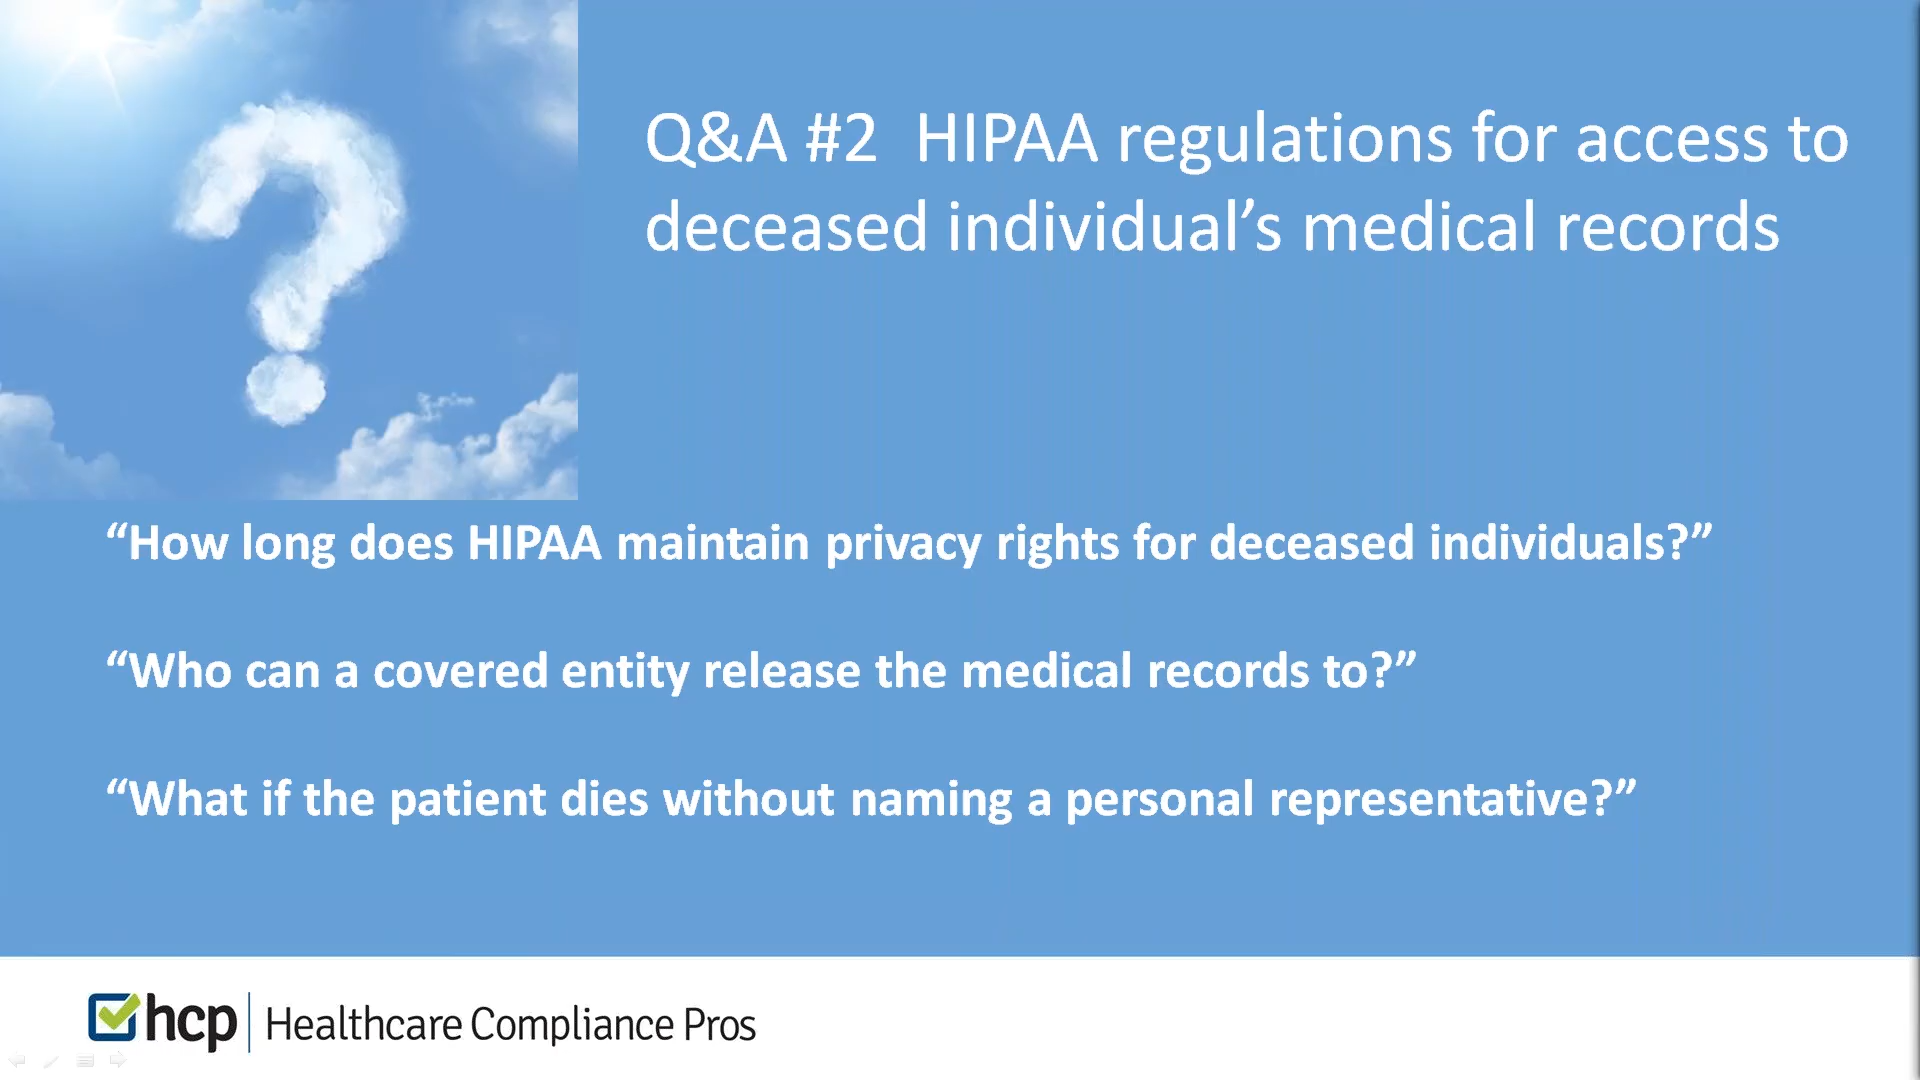 Q&A #2  HIPAA regulations for access to
deceased individual’s medical records
“How long does HIPAA maintain privacy rights for deceased individuals?”
“Who can a covered entity release the medical records to?”
“What if the patient dies without naming a personal representative?”
hcp | Healthcare Compliance Pros